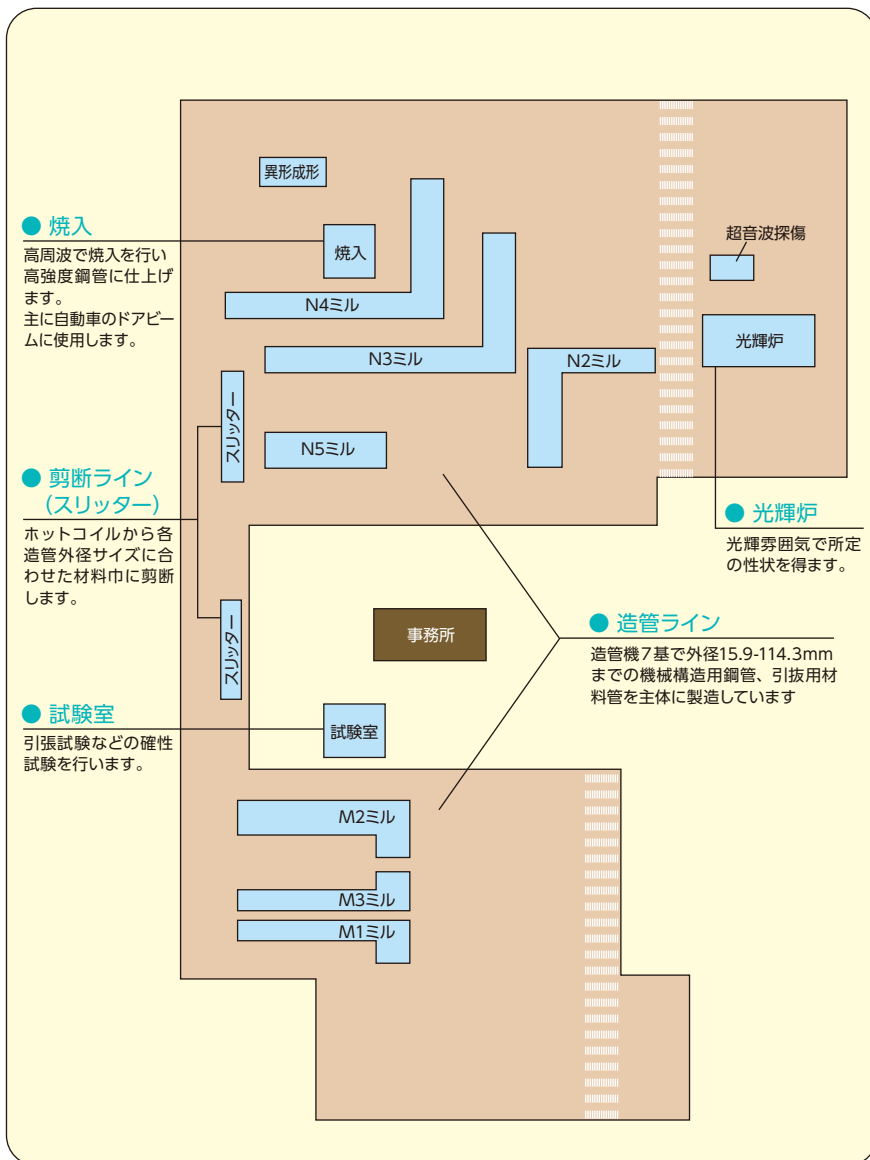 異形成形
● 焼入
高周波で焼入を行い
高強度鋼管に仕上げ
ます。
主に自動車のドアビー
ムに使用します。
焼入
超音波探傷
N4ミル
光輝炉
N3ミル
N2ミル
スリッター
N5ミル
● 剪断ライン
(スリッター)
ホットコイルから各
造管外径サイズに合
わせた材料巾に剪断
します。
● 光輝炉
光輝雰囲気で所定
の性状を得ます。
スリッター
事務所
● 造管ライン
造管機7基で外径15.9-114.3mm
までの機械構造用鋼管、引抜用材
料管を主体に製造しています
● 試験室
引張試験などの確性
試験を行います。
試験室
M2ミル
M3ミル
M1ミル